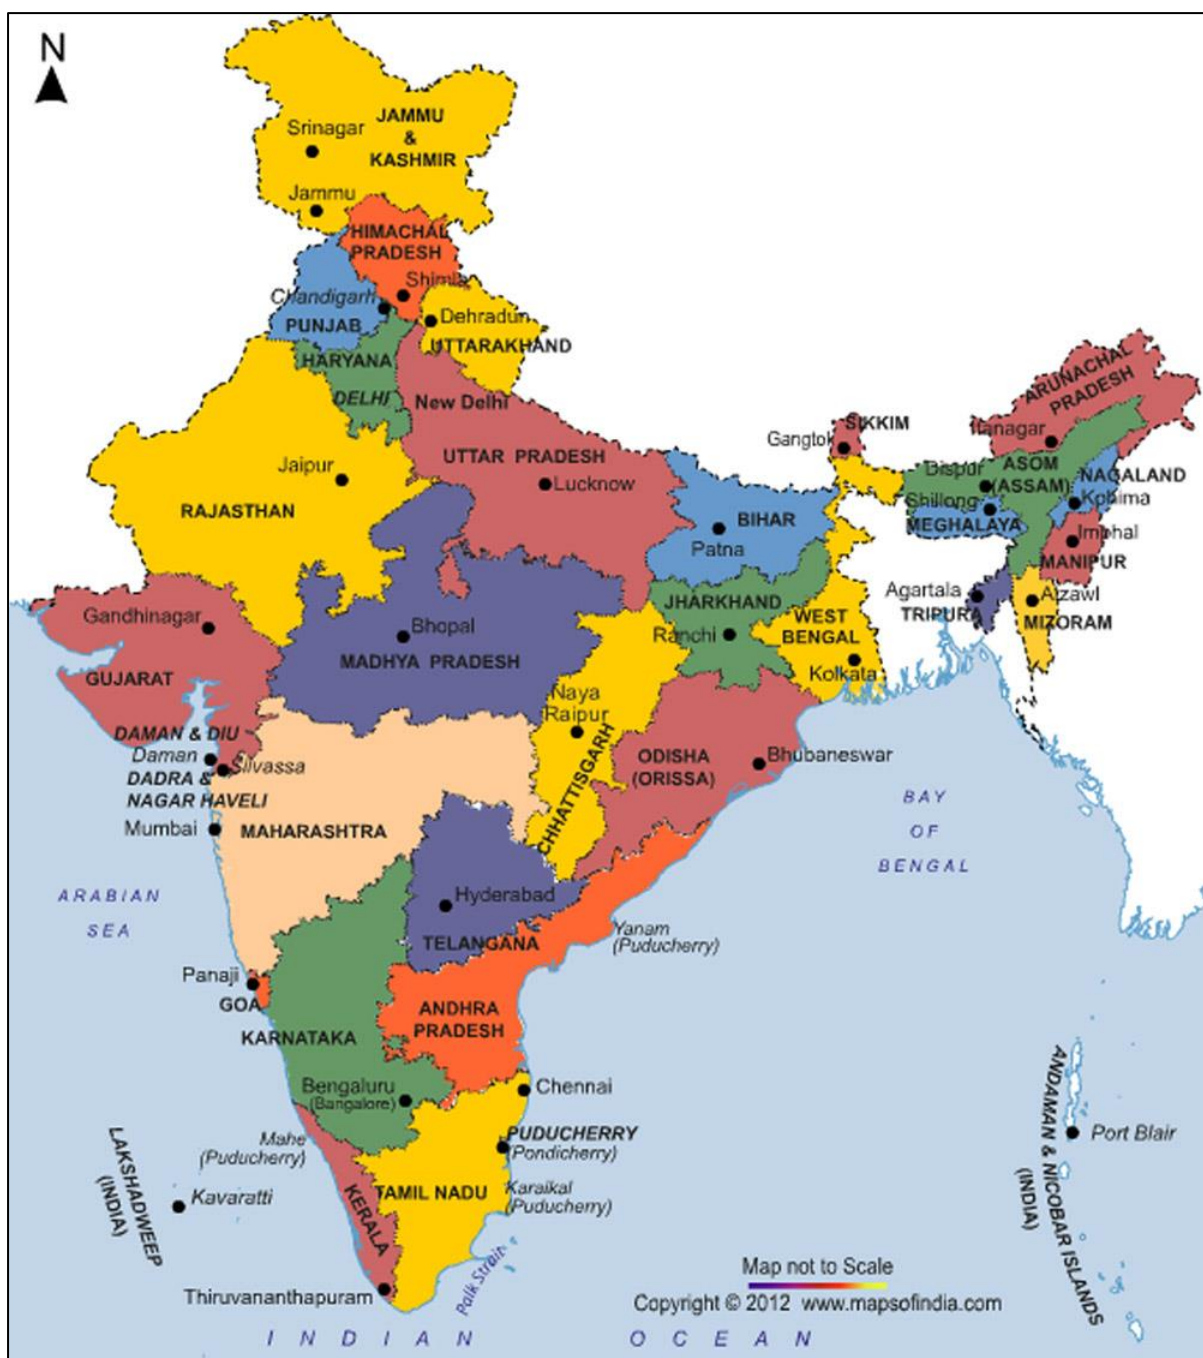 N
JAMMU
&
KASHMIR
Srinagar
Jammu
HIMACHAL
PRADESH
Shimla
Chandigarh
PUNJAB
Dehradun
UTTARAKHAND
HARYANA
DELHI
New Delhi
ARUNACHAL
PRADESH
SIKKIM
Gangtok
Itanagar
UTTAR PRADESH
Lucknow
Jaipur
RAJASTHAN
BIHAR
Patna
Dispur
ASOM
(ASSAM)
NAGALAND
Kohima
Shillong
MEGHALAYA
Imphal
MANIPUR
Agartala
TRIPURA
Aizawl
MIZORAM
Gandhinagar
GUJARAT
Bhopal
MADHYA PRADESH
JHARKHAND
Ranchi
WEST
BENGAL
Kolkata
Naya
Raipur
CHHATTISGARH
ODISHA
(ORISSA)
Bhubaneswar
DAMAN & DIU
Daman
Silvassa
DADRA &
NAGAR HAVELI
Mumbai
MAHARASHTRA
BAY
OF
BENGAL
ARABIAN
SEA
Hyderabad
TELANGANA
Yanam
(Puducherry)
Panaji
GOA
KARNATAKA
ANDHRA
PRADESH
Bengaluru
(Bangalore)
Chennai
Mahe
(Puducherry)
PUDUCHERRY
(Pondicherry)
Karaikal
(Puducherry)
TAMIL NADU
KERALA
LAKSHADWEEP
(INDIA)
Kavaratti
Thiruvananthapuram
Palk Strait
ANDAMAN & NICOBAR ISLANDS
(INDIA)
Port Blair
Map not to Scale
Copyright © 2012 www.mapsofindia.com
INDIAN OCEAN